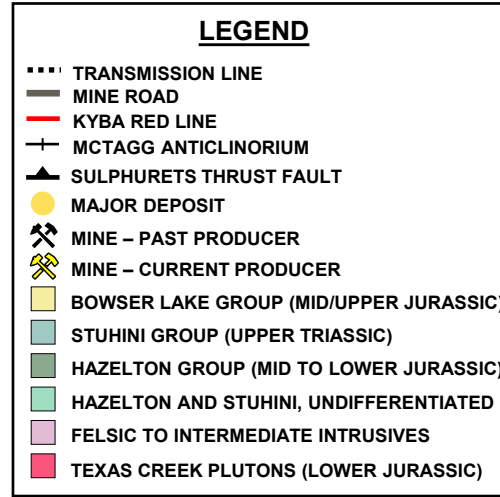 LEGEND
TRANSMISSION LINE
MINE ROAD
KYBA RED LINE
MCTAGG ANTICLINORIUM
SULPHURETS THRUST FAULT
MAJOR DEPOSIT
MINE – PAST PRODUCER
MINE – CURRENT PRODUCER
BOWSER LAKE GROUP (MID/UPPER JURASSIC)
STUHINI GROUP (UPPER TRIASSIC)
HAZELTON GROUP (MID TO LOWER JURASSIC)
HAZELTON AND STUHINI, UNDIFFERENTIATED
FELSIC TO INTERMEDIATE INTRUSIVES
TEXAS CREEK PLUTONS (LOWER JURASSIC)